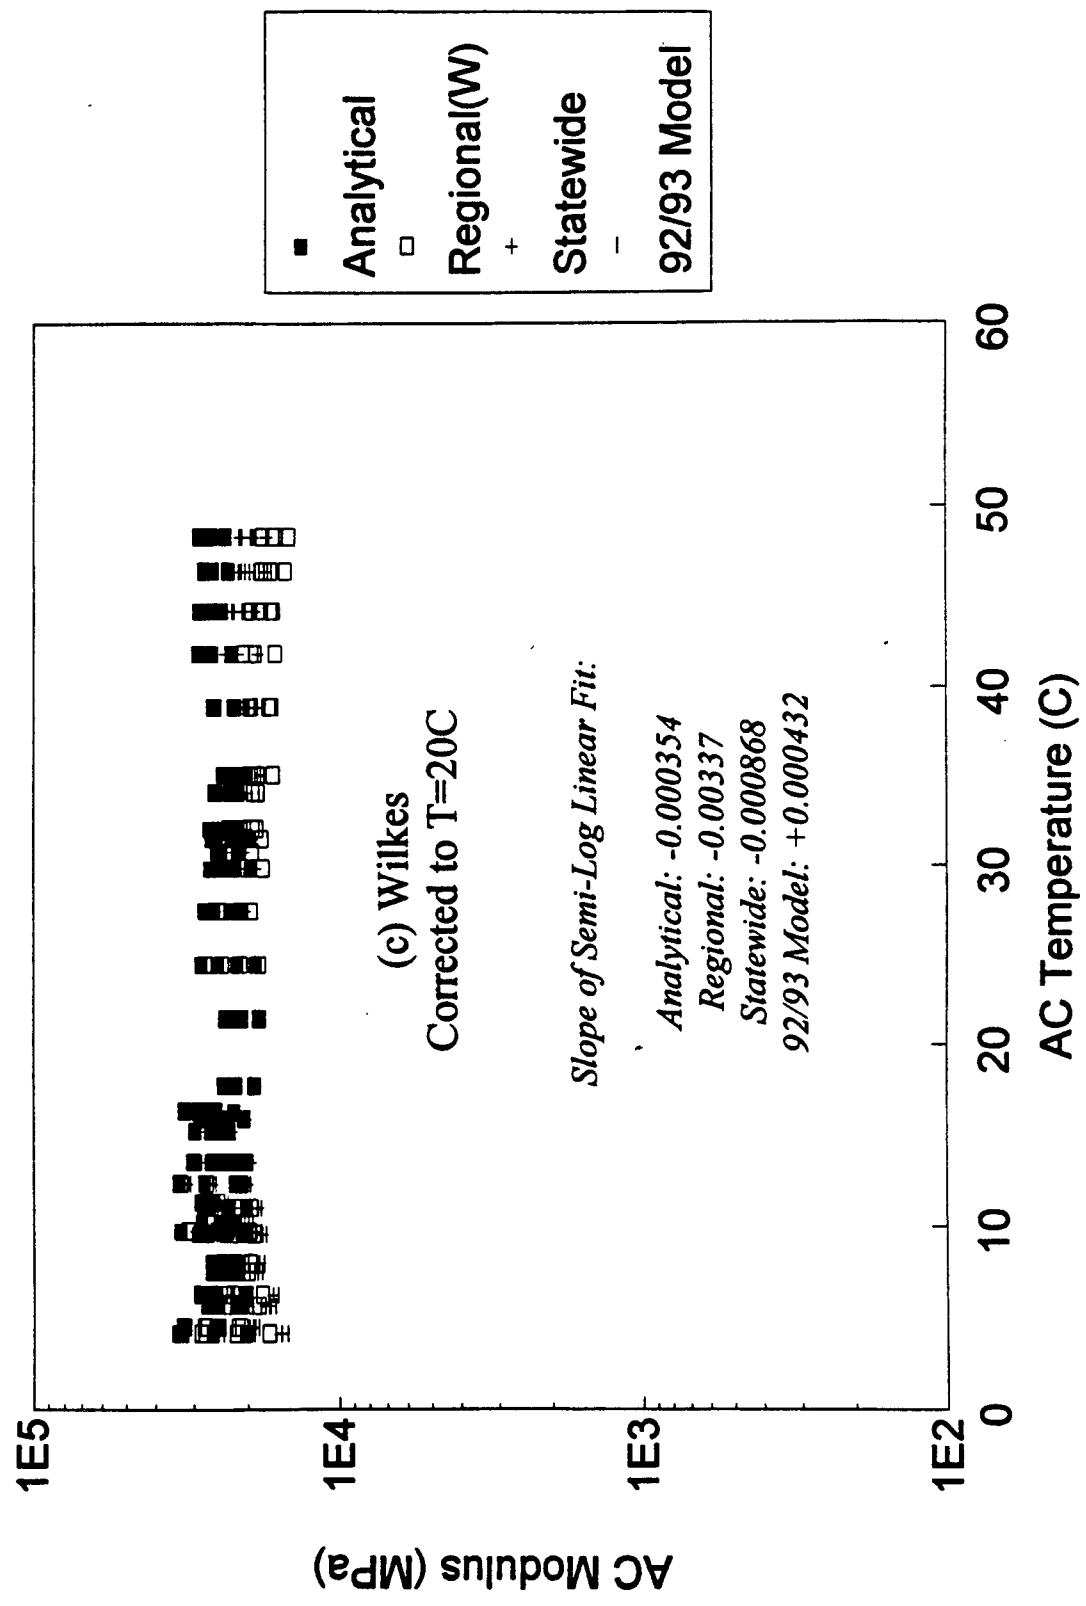 1E5
1E4
1E3
1E2
AC Modulus (MPa)
0
10
20
30
40
50
60
AC Temperature (C)
(c) Wilkes
Corrected to T=20C
Slope of Semi-Log Linear Fit:
Analytical: -0.000354
Regional: -0.00337
Statewide: -0.000868
92/93 Model: +0.000432
Analytical
Regional(W)
Statewide
92/93 Model